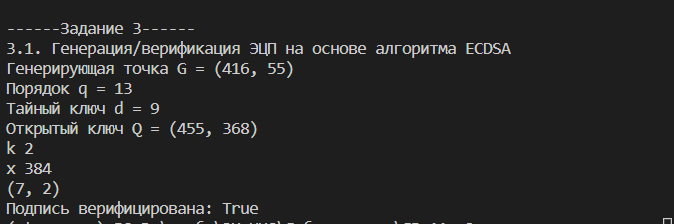 ------Задание 3------
3.1. Генерация/верификация ЭЦП на основе алгоритма ECDSA
Генерирующая точка G = (416, 55)
Порядок q = 13
Тайный ключ d = 9
Открытый ключ Q = (455, 368)
k 2
x 384
(7, 2)
Подпись верифицирована: True